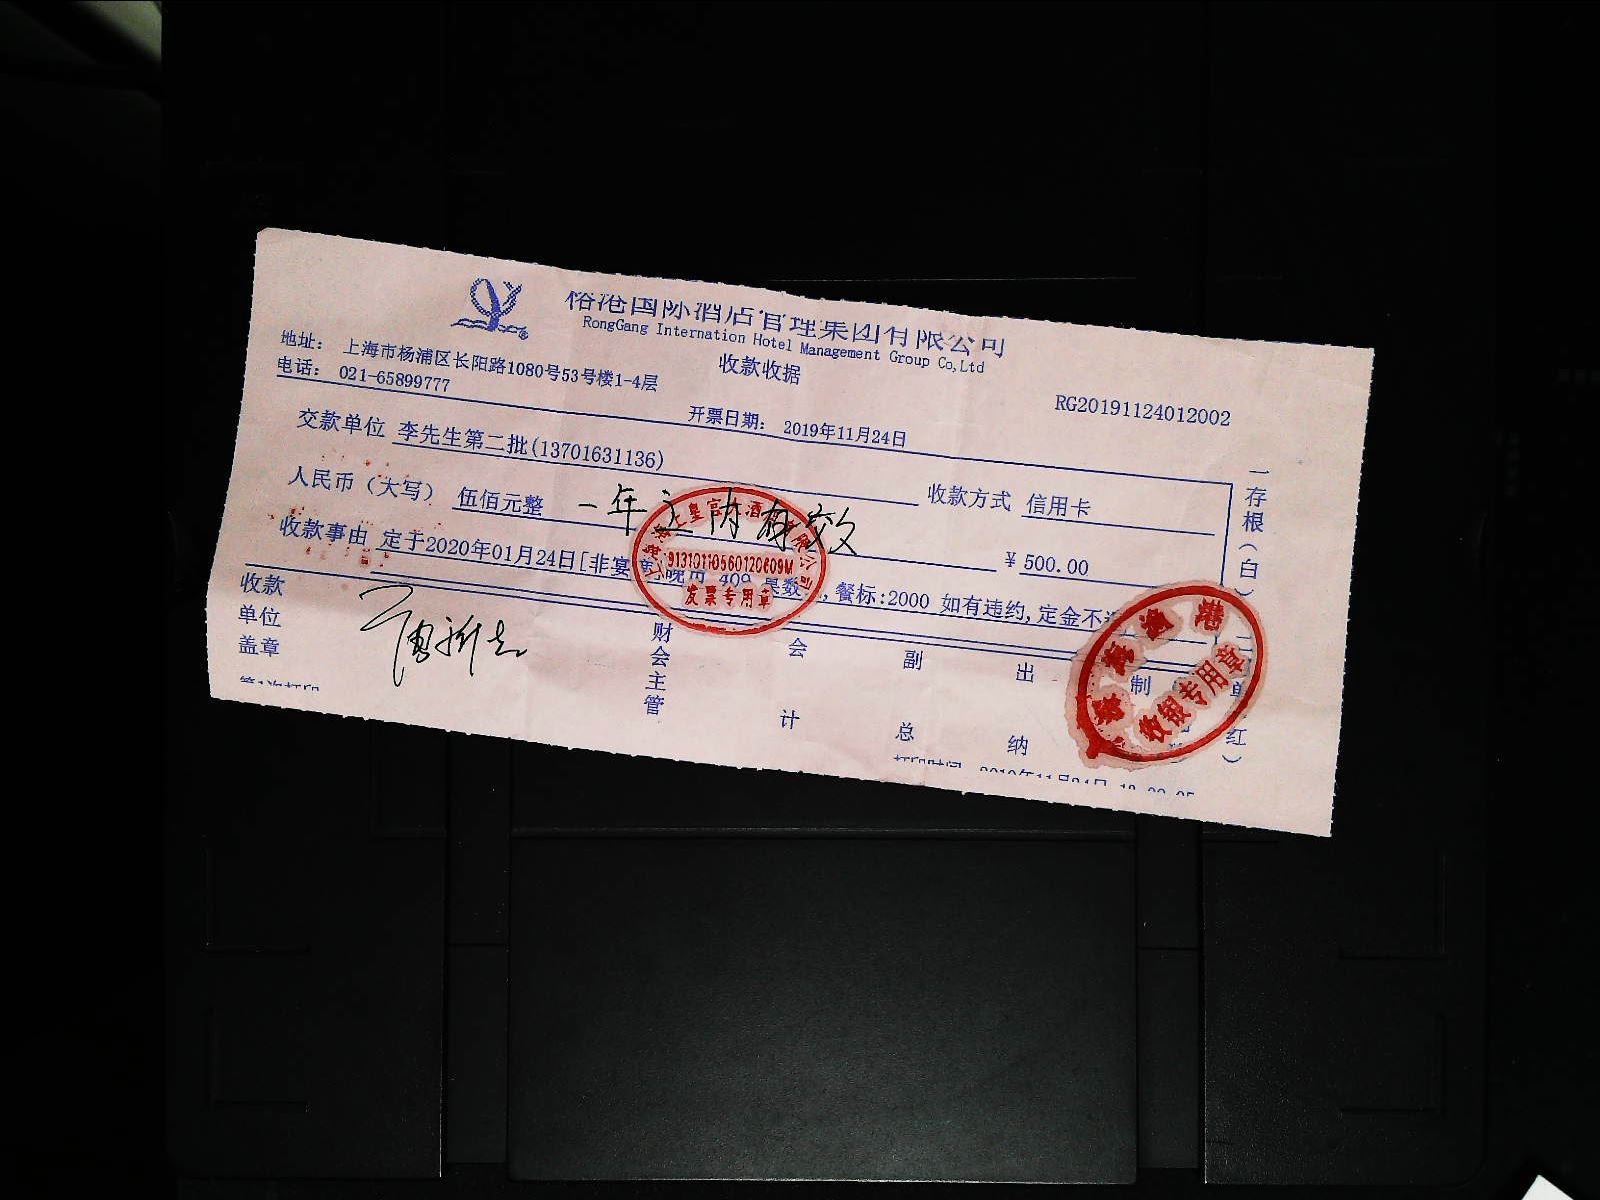 榕港国际酒店管理集团有限公司
RongGang International Hotel Management Group Co,Ltd
收款收据
地址： 上海市杨浦区长阳路1080号53号楼1-4层
电话： 021-65899777
RG20191124012002
开票日期： 2019年11月24日
交款单位 李先生第二批(13701631136)
收款方式 信用卡
人民币（大写） 伍佰元整
一年之内有效
￥500.00
收款事由 定于2020年01月24日[非宴 晚市 409 桌数 ,餐标:2000 如有违约,定金不
91310110560120609M
发票专用章
收银专用章
收款单位盖章
财会主管
会计
副总
出纳
制
一存根(白)
红）